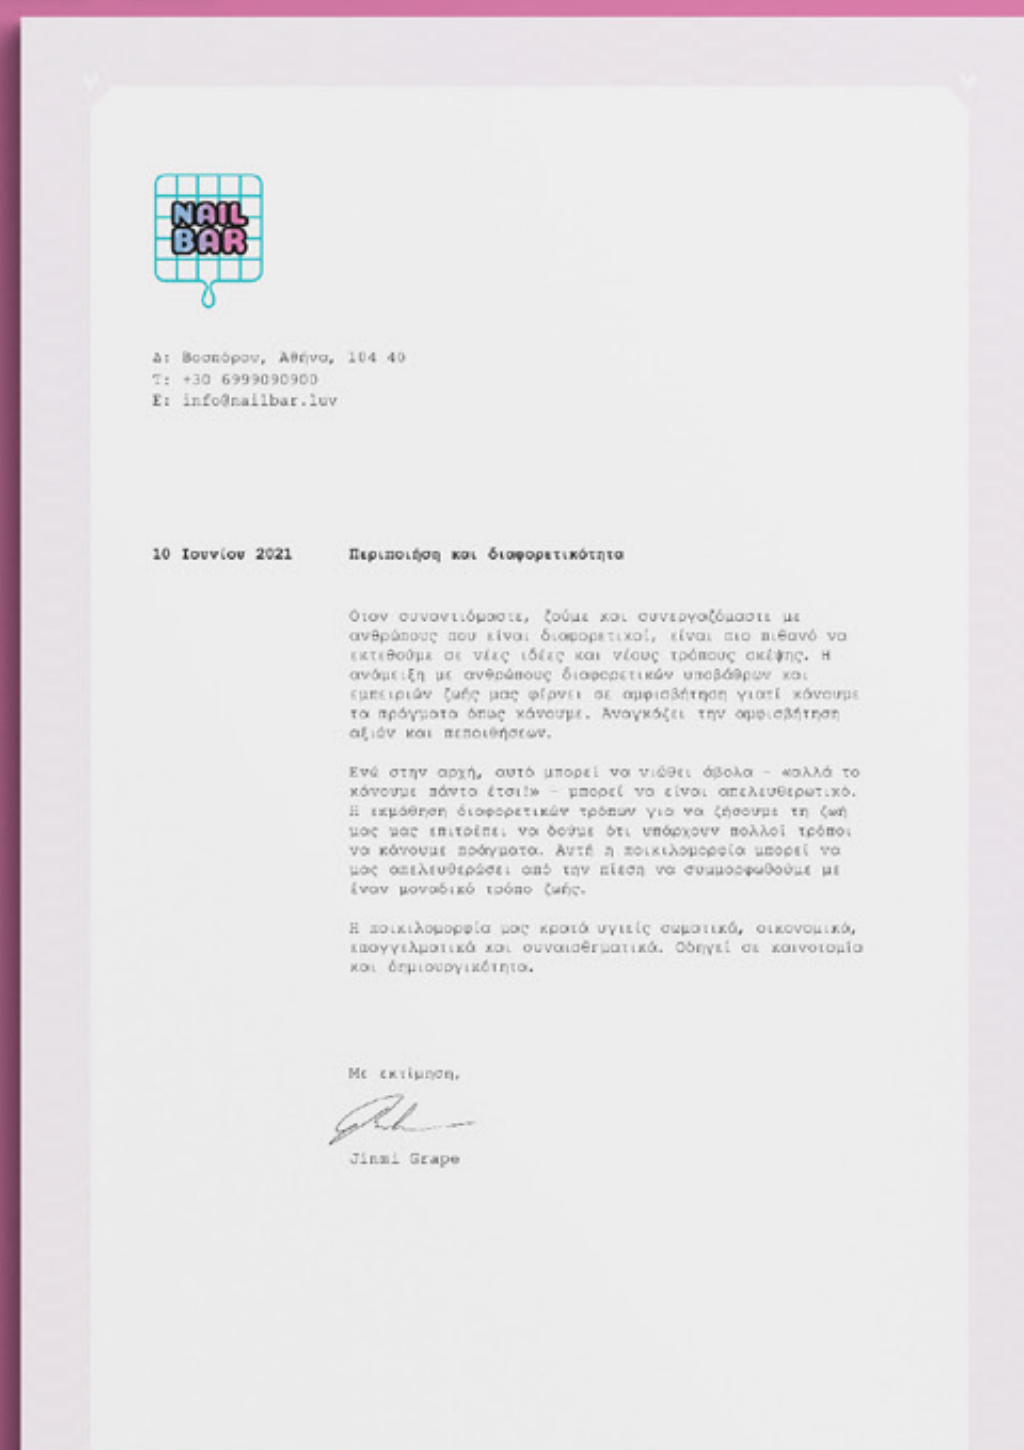 NAIL
BAR
Δ: Βοσπόρου, Αθήνα, 104 40
T: +30 6999090900
E: info@nailbar.luv
10 Ιουνίου 2021
Περιποιήση και διαφορετικότητα
Όταν συναντιόμαστε, ζούμε και συνεργαζόμαστε με
ανθρώπους που είναι διαφορετικοί, είναι πιο πιθανό να
εκτεθούμε σε νέες ιδέες και νέους τρόπους σκέψης. Η
ανάμειξη με ανθρώπους διαφορετικών υποβάθρων και
εμπειριών ζωής μας φέρνει σε αμφισβήτηση γιατί κάνουμε
τα πράγματα όπως κάνουμε. Αναγκάζει την αμφισβήτηση
αξιών και πεποιθήσεων.
Ενώ στην αρχή, αυτό μπορεί να νιώθει άβολα - «αλλά το
κάνουμε πάντα έτσι!» - μπορεί να είναι απελευθερωτικό.
Η εκμάθηση διαφορετικών τρόπων για να ζήσουμε τη ζωή
μας μας επιτρέπει να δούμε ότι υπάρχουν πολλοί τρόποι
να κάνουμε πράγματα. Αυτή η ποικιλομορφία μπορεί να
μας απελευθερώσει από την πίεση να συμμορφωθούμε με
έναν μοναδικό τρόπο ζωής.
Η ποικιλομορφία μας κρατά υγιείς σωματικά, οικονομικά,
επαγγελματικά και συναισθηματικά. Οδηγεί σε καινοτομία
και δημιουργικότητα.
Με εκτίμηση,
Jinmi Grape